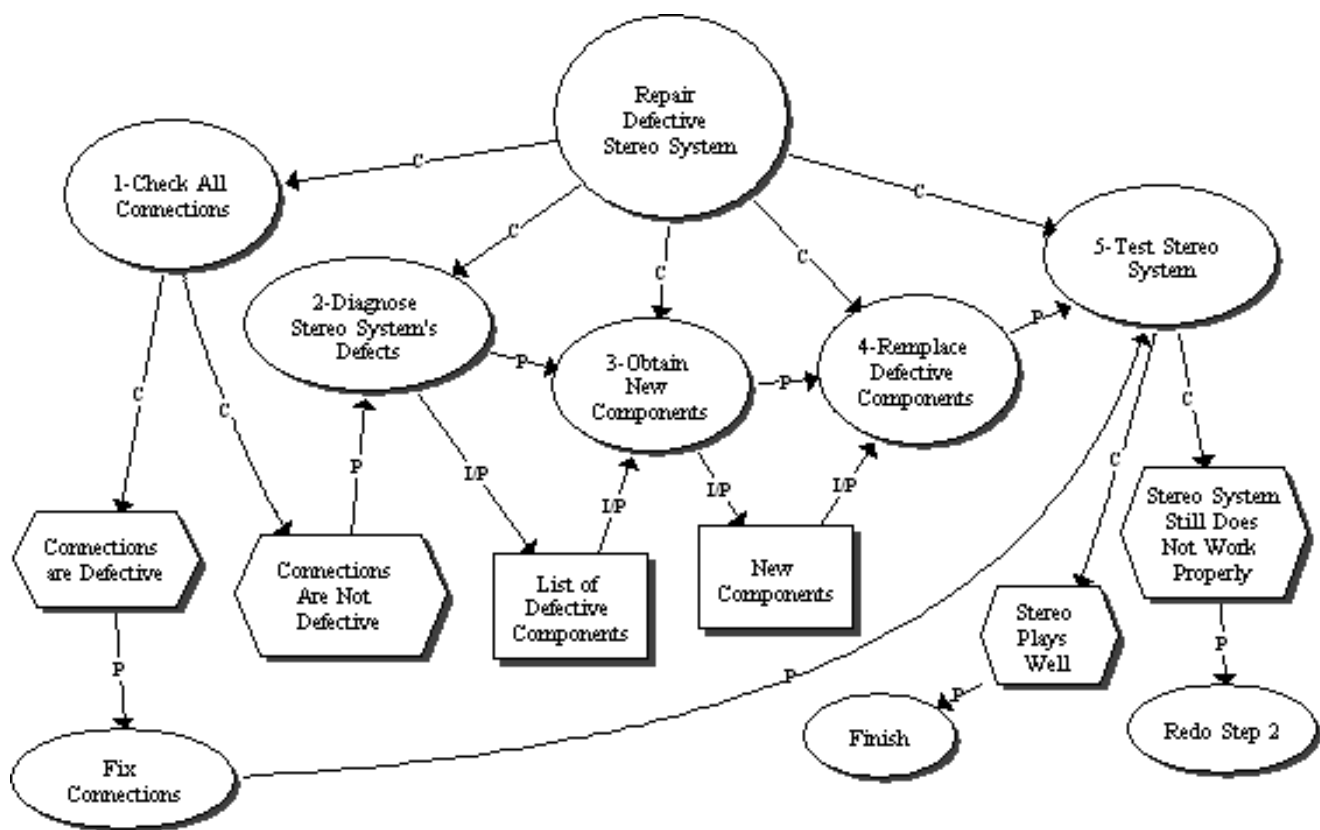 Repair
Defective
Stereo System
C
1-Check All
Connections
C
C
C
C
5-Test Stereo
System
2-Diagnose
Stereo System's
Defects
P
3-Obtain
New
Components
P
4-Remplace
Defective
Components
P
C
C
P
I/P
I/P
I/P
I/P
C
C
Connections
are Defective
Connections
Are Not
Defective
List of
Defective
Components
New
Components
Stereo System
Still Does
Not Work
Properly
Stereo
Plays
Well
P
P
P
P
Fix
Connections
Finish
Redo Step 2